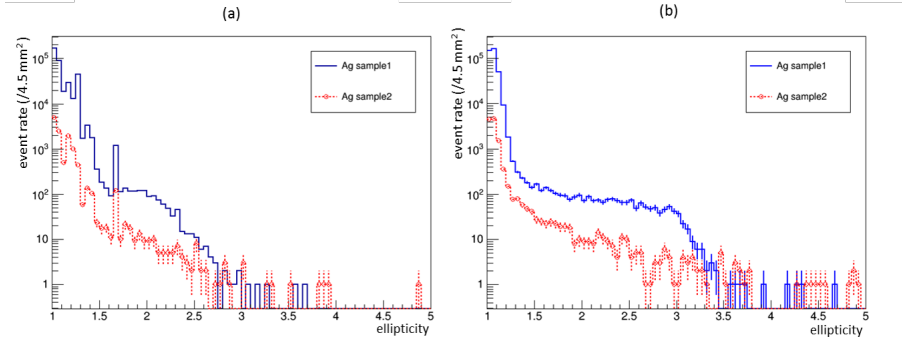 (a)
event rate (/4.5 mm²)
10⁵
10⁴
10³
10²
10
1
Ag sample1
Ag sample2
1 1.5 2 2.5 3 3.5 4 4.5 5
ellipticity
(b)
event rate (/4.5 mm²)
10⁵
10⁴
10³
10²
10
1
Ag sample1
Ag sample2
1 1.5 2 2.5 3 3.5 4 4.5 5
ellipticity